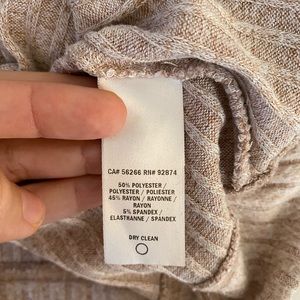 CA# 56266 RN# 92874
50% POLYESTER /
POLYESTER / POLIESTER
45% RAYON / RAYONNE /
RAYON
5% SPANDEX /
ELASTHANNE / SPANDEX
DRY CLEAN